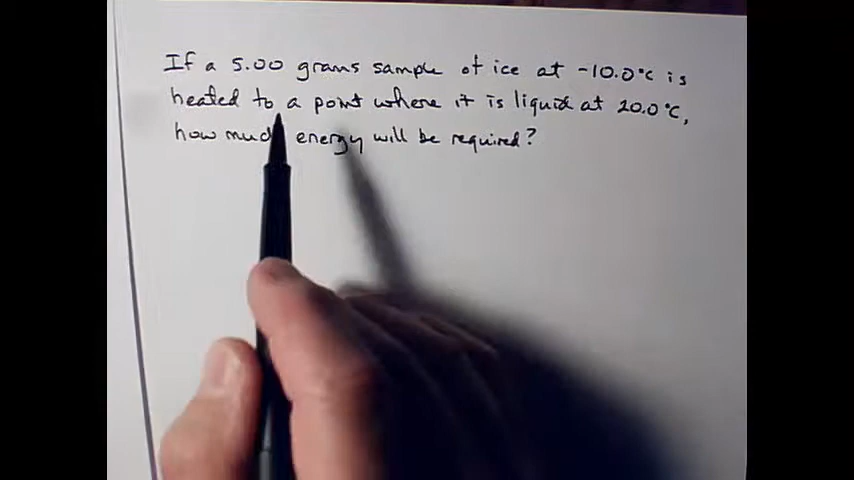 If a 5.00 grams sample of ice at -10.0°C is
heated to a point where it is liquid at 20.0°C,
how much energy will be required?